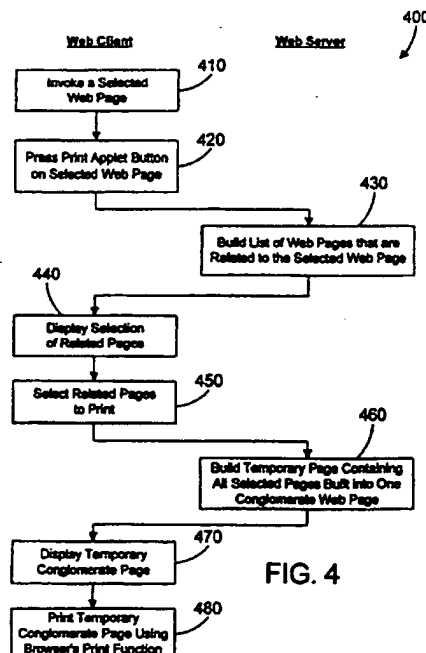 400
Web Client
Web Server
410
Invoke a Selected
Web Page
420
Press Print Applet Button
on Selected Web Page
430
Build List of Web Pages that are
Related to the Selected Web Page
440
Display Selection
of Related Pages
450
Select Related Pages
to Print
460
Build Temporary Page Containing
All Selected Pages Built into One
Conglomerate Web Page
470
Display Temporary
Conglomerate Page
FIG. 4
480
Print Temporary
Conglomerate Page Using
Browser's Print Function